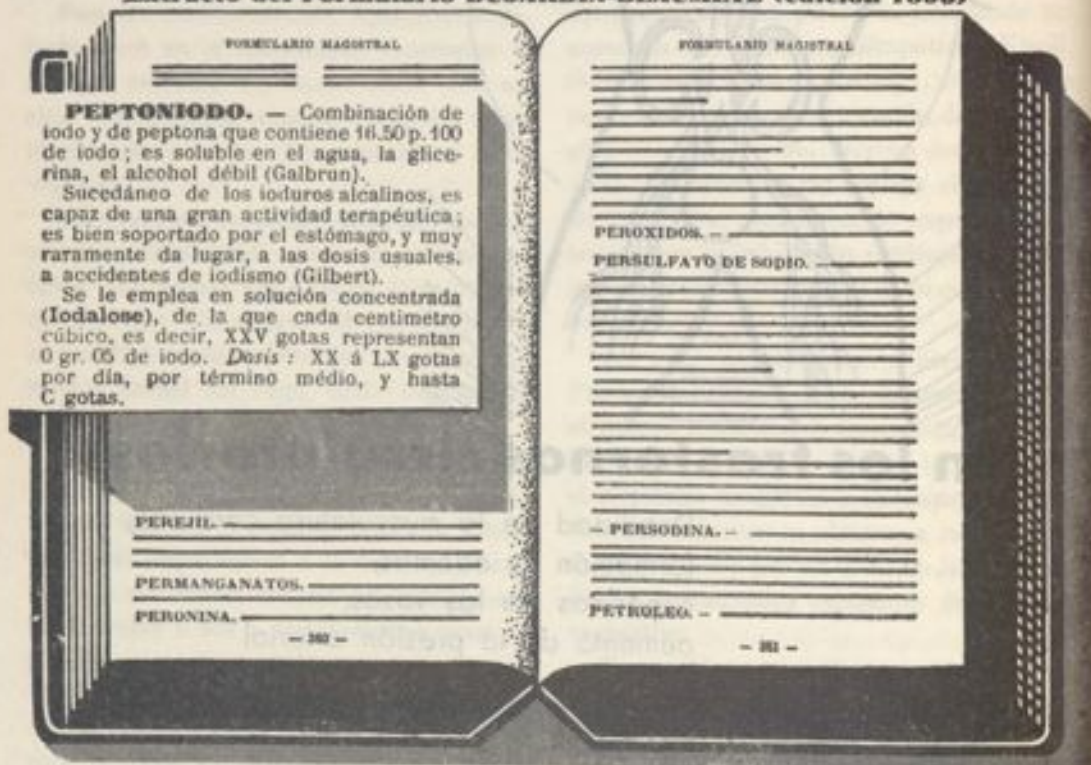 FORMULARIO MAGISTRAL
PEPTONIODO. — Combinación de
iodo y de peptona que contiene 16.50 p. 100
de iodo; es soluble en el agua, la glice-
rina, el alcohol débil (Galbrun).
Sucedáneo de los ioduros alcalinos, es
capaz de una gran actividad terapéutica;
es bien soportado por el estómago, y muy
raramente da lugar, a las dosis usuales,
a accidentes de iodismo (Gilbert).
Se le emplea en solución concentrada
(Iodalose), de la que cada centimetro
cúbico, es decir, XXV gotas representan
0 gr. 05 de iodo. Dosis : XX á LX gotas
por día, por término médio, y hasta
C gotas.
PEREJIL. —
PERMANGANATOS. —
PERONINA. —
FORMULARIO MAGISTRAL
PEROXIDOS. —
PERSULFATO DE SODIO. —
— PERSODINA. —
PETROLEO. —